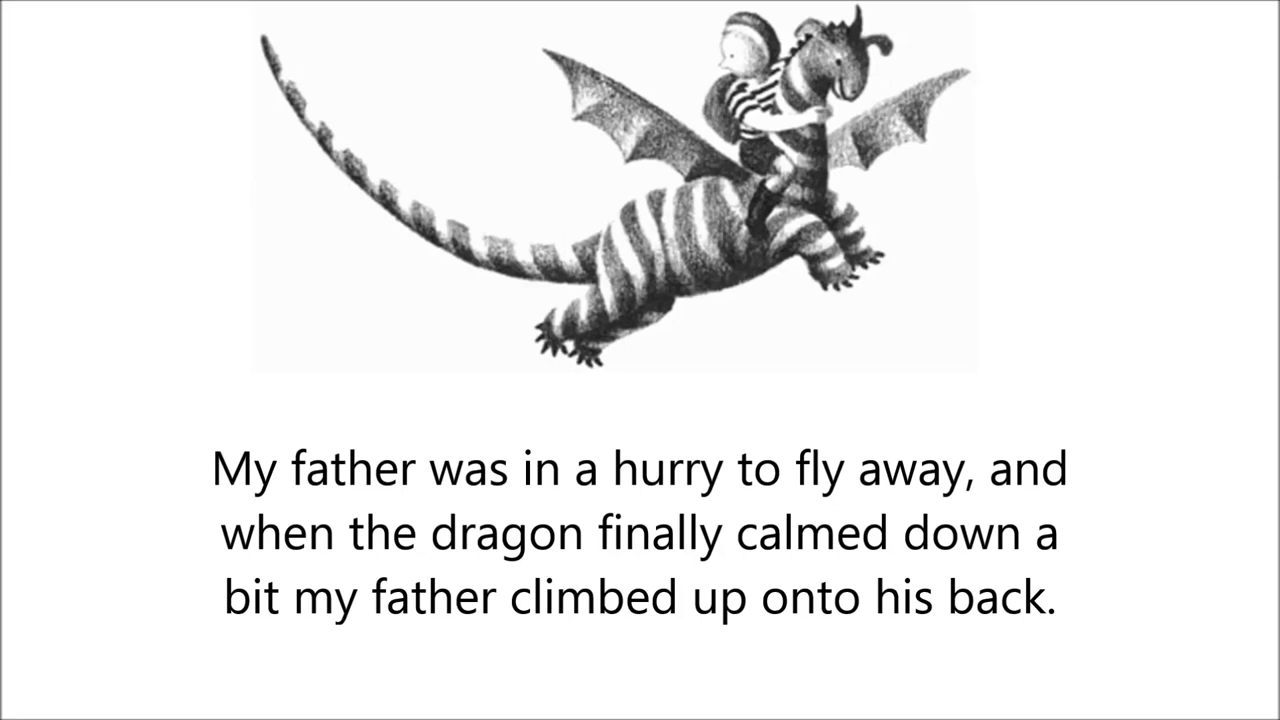 My father was in a hurry to fly away, and
when the dragon finally calmed down a
bit my father climbed up onto his back.